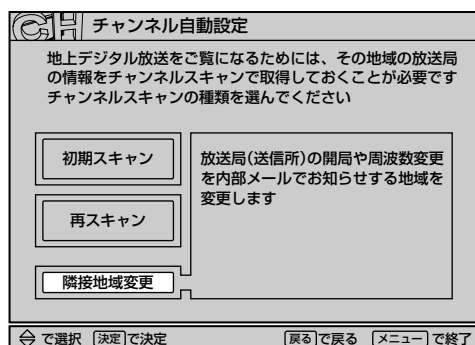 CH チャンネル自動設定
地上デジタル放送をご覧になるためには、その地域の放送局
の情報をチャンネルスキャンで取得しておくことが必要です
チャンネルスキャンの種類を選んでください
初期スキャン
再スキャン
隣接地域変更
放送局(送信所)の開局や周波数変更
を内部メールでお知らせする地域を
変更します
で選択 決定で決定 戻るで戻る メニューで終了